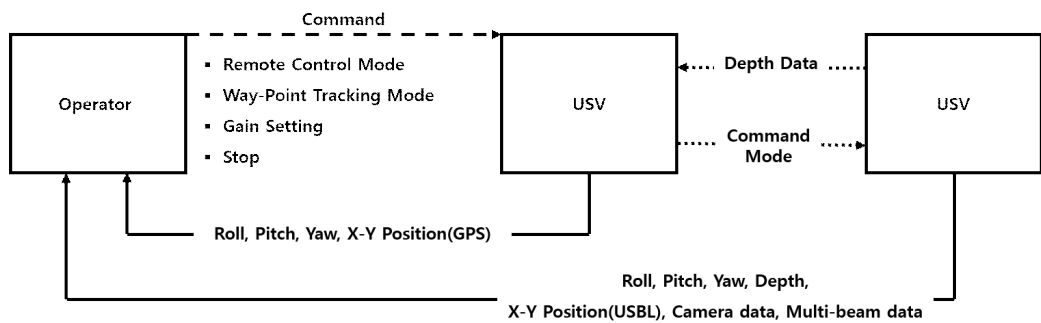 Command
Operator
▪ Remote Control Mode
▪ Way-Point Tracking Mode
▪ Gain Setting
▪ Stop
USV
Depth Data
Command
Mode
USV
Roll, Pitch, Yaw, X-Y Position(GPS)
Roll, Pitch, Yaw, Depth,
X-Y Position(USBL), Camera data, Multi-beam data